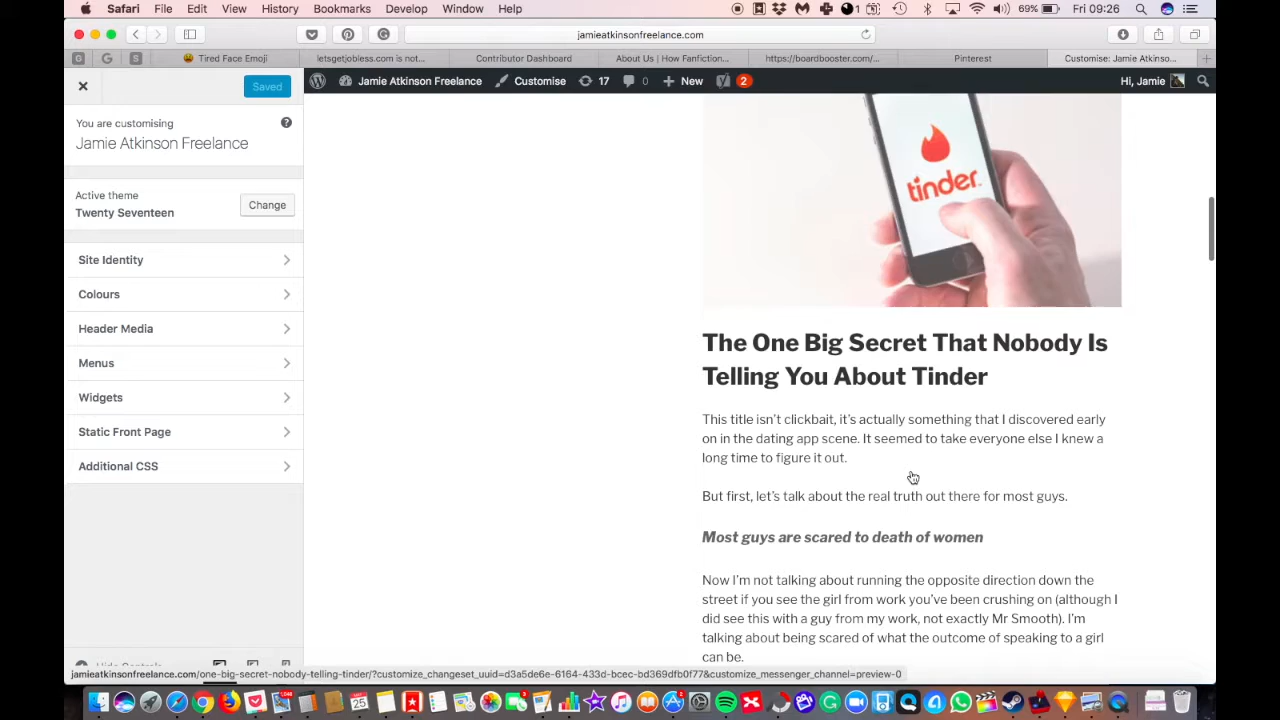 Safari File Edit View History Bookmarks Develop Window Help 1 69% Fri 09:26
jamieatkinsonfreelance.com
Tired Face Emoji letsgetjobless.com is not... Contributor Dashboard About Us | How Fanfiction... https://boardbooster.com/... Pinterest Customise: Jamie Atkinso...
Jamie Atkinson Freelance Customise 17 0 New 2 Hi, Jamie
Saved
You are customising
Jamie Atkinson Freelance
Active theme
Twenty Seventeen
Change
Site Identity
Colours
Header Media
Menus
Widgets
Static Front Page
Additional CSS
Hide Controls
tinder
The One Big Secret That Nobody Is
Telling You About Tinder
This title isn't clickbait, it's actually something that I discovered early
on in the dating app scene. It seemed to take everyone else I knew a
long time to figure it out.
But first, let's talk about the real truth out there for most guys.
Most guys are scared to death of women
Now I'm not talking about running the opposite direction down the
street if you see the girl from work you've been crushing on (although I
did see this with a guy from my work, not exactly Mr Smooth). I'm
talking about being scared of what the outcome of speaking to a girl
can be.
jamieatkinsonfreelance.com/one-big-secret-nobody-telling-tinder/?customize_changeset_uuid=d3a5de6e-6164-433d-bcec-bd369dfb0f77&customize_messenger_channel=preview-0